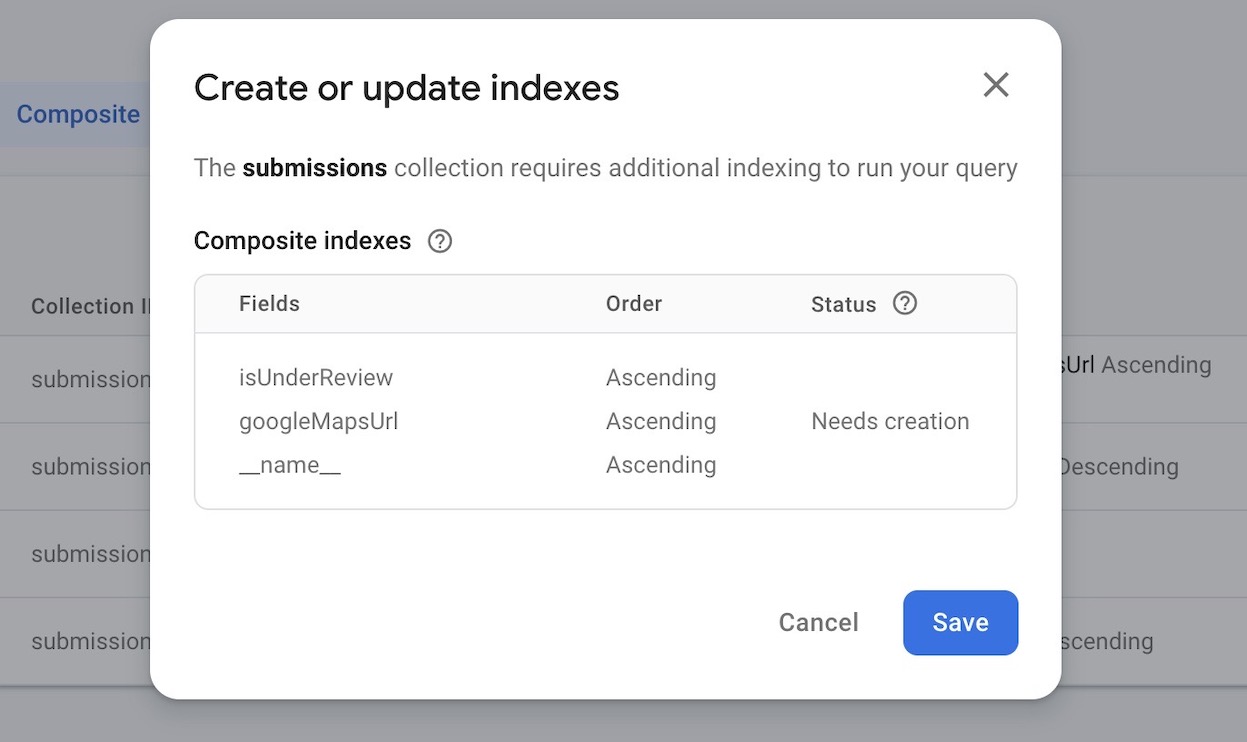 Create or update indexes
Composite
The submissions collection requires additional indexing to run your query
Composite indexes
Collection
Fields Order Status
isUnderReview Ascending
googleMapsUrl Ascending Needs creation
__name__ Ascending
submission
sUrl Ascending
submission
Descending
submission
submission
scending
Cancel Save